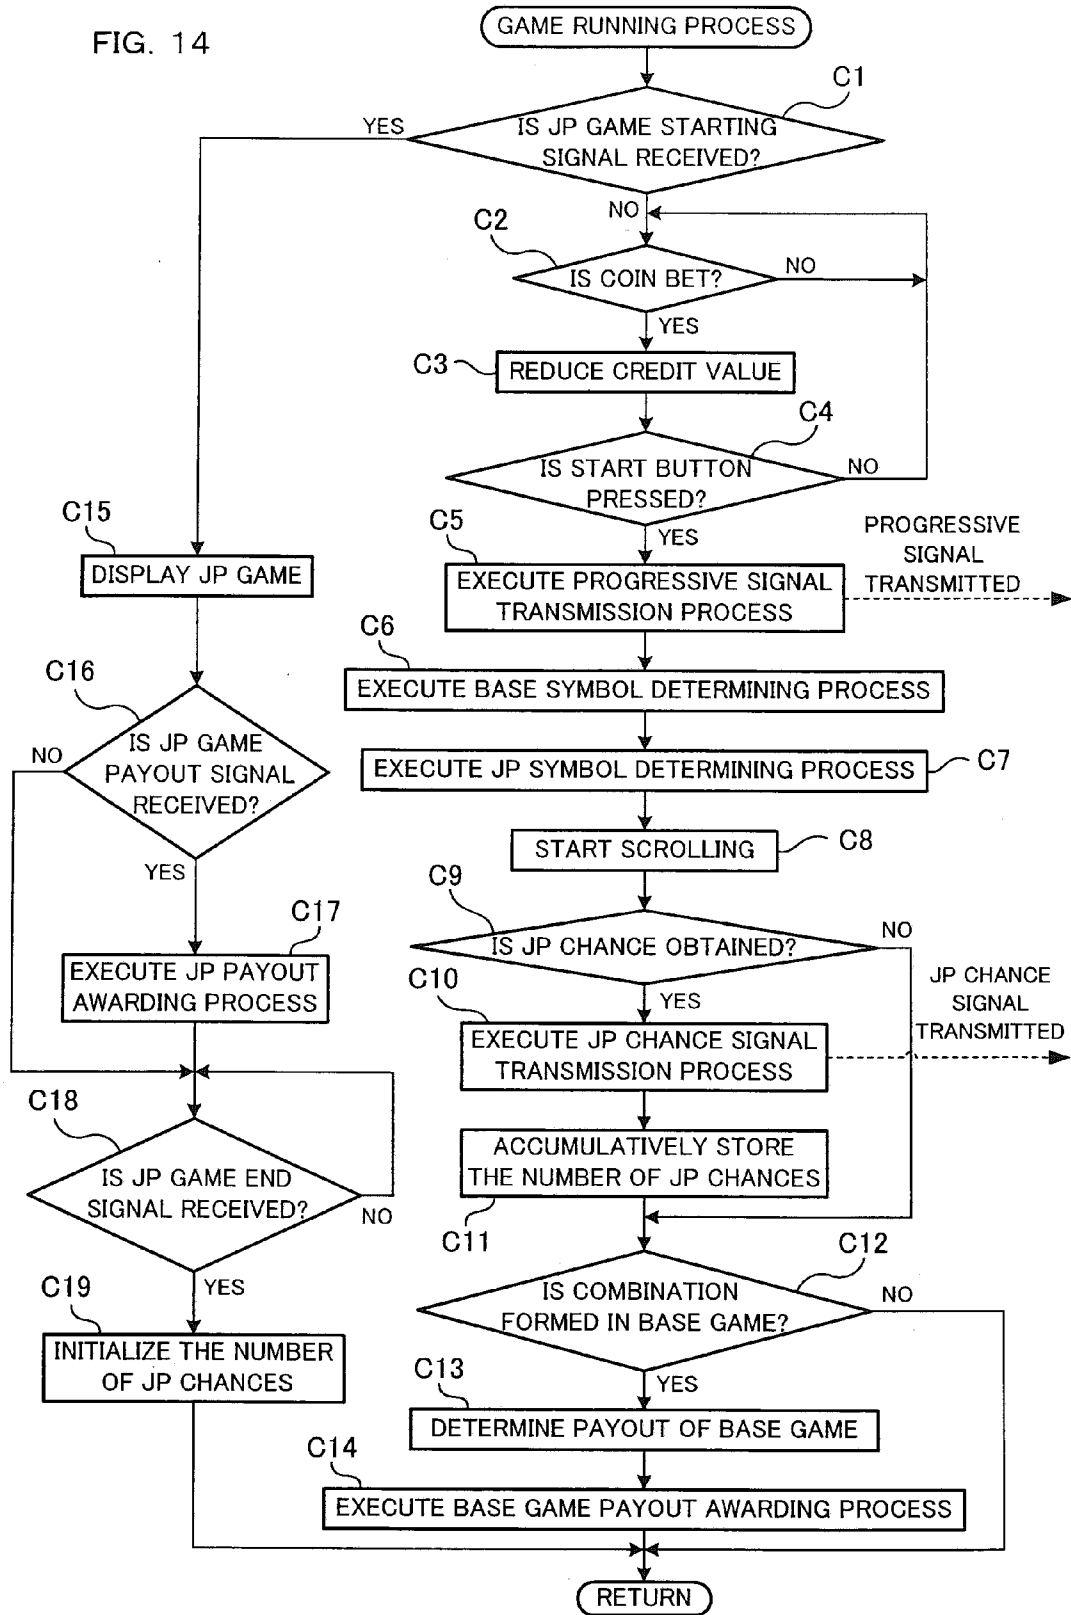 FIG. 14
GAME RUNNING PROCESS
C1
YES
IS JP GAME STARTING
SIGNAL RECEIVED?
NO
C2
IS COIN BET?
NO
YES
C3
REDUCE CREDIT VALUE
C4
IS START BUTTON
PRESSED?
NO
YES
C5
EXECUTE PROGRESSIVE SIGNAL
TRANSMISSION PROCESS
PROGRESSIVE
SIGNAL
TRANSMITTED
C6
EXECUTE BASE SYMBOL DETERMINING PROCESS
EXECUTE JP SYMBOL DETERMINING PROCESS
C7
START SCROLLING
C8
C9
IS JP CHANCE OBTAINED?
NO
YES
C10
EXECUTE JP CHANCE SIGNAL
TRANSMISSION PROCESS
JP CHANCE
SIGNAL
TRANSMITTED
ACCUMULATIVELY STORE
THE NUMBER OF JP CHANCES
C11
C12
IS COMBINATION
FORMED IN BASE GAME?
NO
YES
C13
DETERMINE PAYOUT OF BASE GAME
C14
EXECUTE BASE GAME PAYOUT AWARDING PROCESS
C15
DISPLAY JP GAME
C16
NO
IS JP GAME
PAYOUT SIGNAL
RECEIVED?
YES
C17
EXECUTE JP PAYOUT
AWARDING PROCESS
C18
IS JP GAME END
SIGNAL RECEIVED?
NO
YES
C19
INITIALIZE THE NUMBER
OF JP CHANCES
RETURN